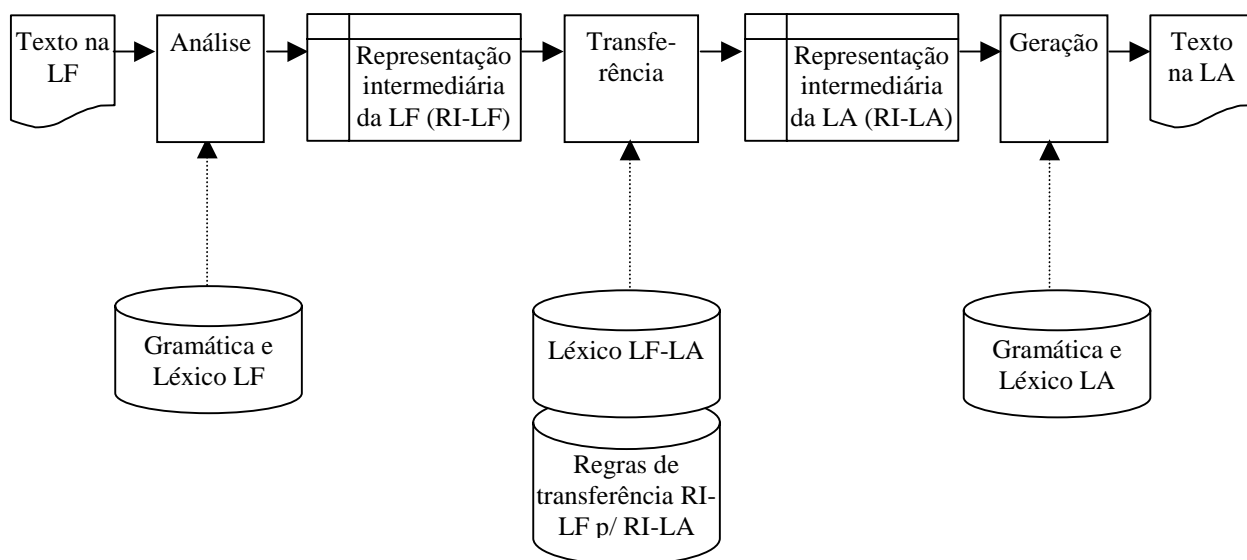 Texto na
LF
Análise
Representação
intermediária
da LF (RI-LF)
Transfe-
rência
Representação
intermediária
da LA (RI-LA)
Geração
Texto
na LA
Gramática e
Léxico LF
Léxico LF-LA
Regras de
transferência RI-
LF p/ RI-LA
Gramática e
Léxico LA